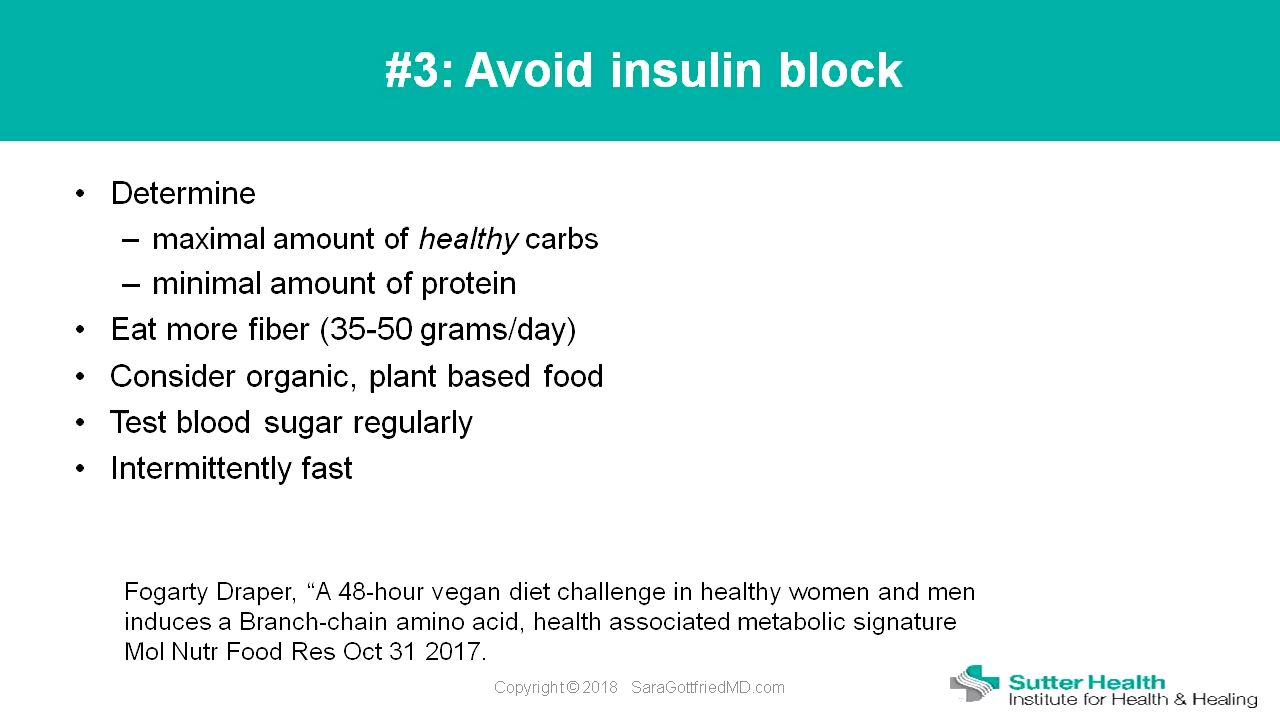 #3: Avoid insulin block
• Determine
– maximal amount of healthy carbs
– minimal amount of protein
• Eat more fiber (35-50 grams/day)
• Consider organic, plant based food
• Test blood sugar regularly
• Intermittently fast
Fogarty Draper, “A 48-hour vegan diet challenge in healthy women and men
induces a Branch-chain amino acid, health associated metabolic signature
Mol Nutr Food Res Oct 31 2017.
Copyright © 2018 SaraGottfriedMD.com
Sutter Health
Institute for Health & Healing